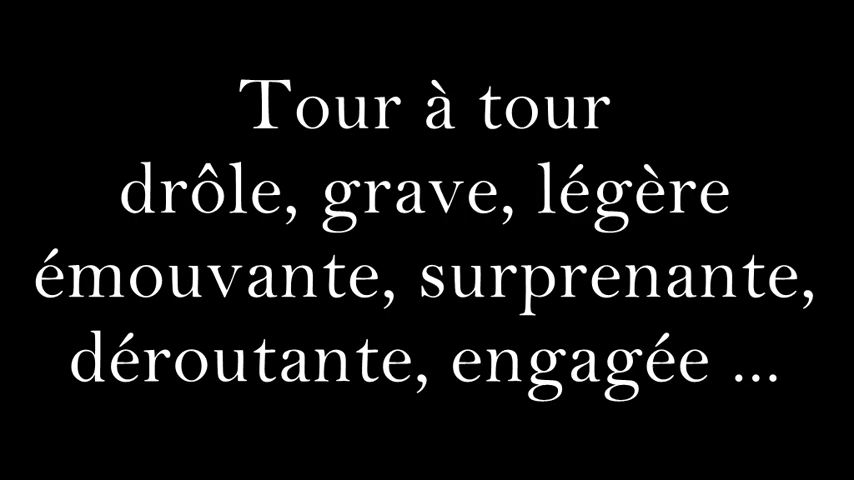 Tour à tour
drôle, grave, légère
émouvante, surprenante,
déroutante, engagée ...